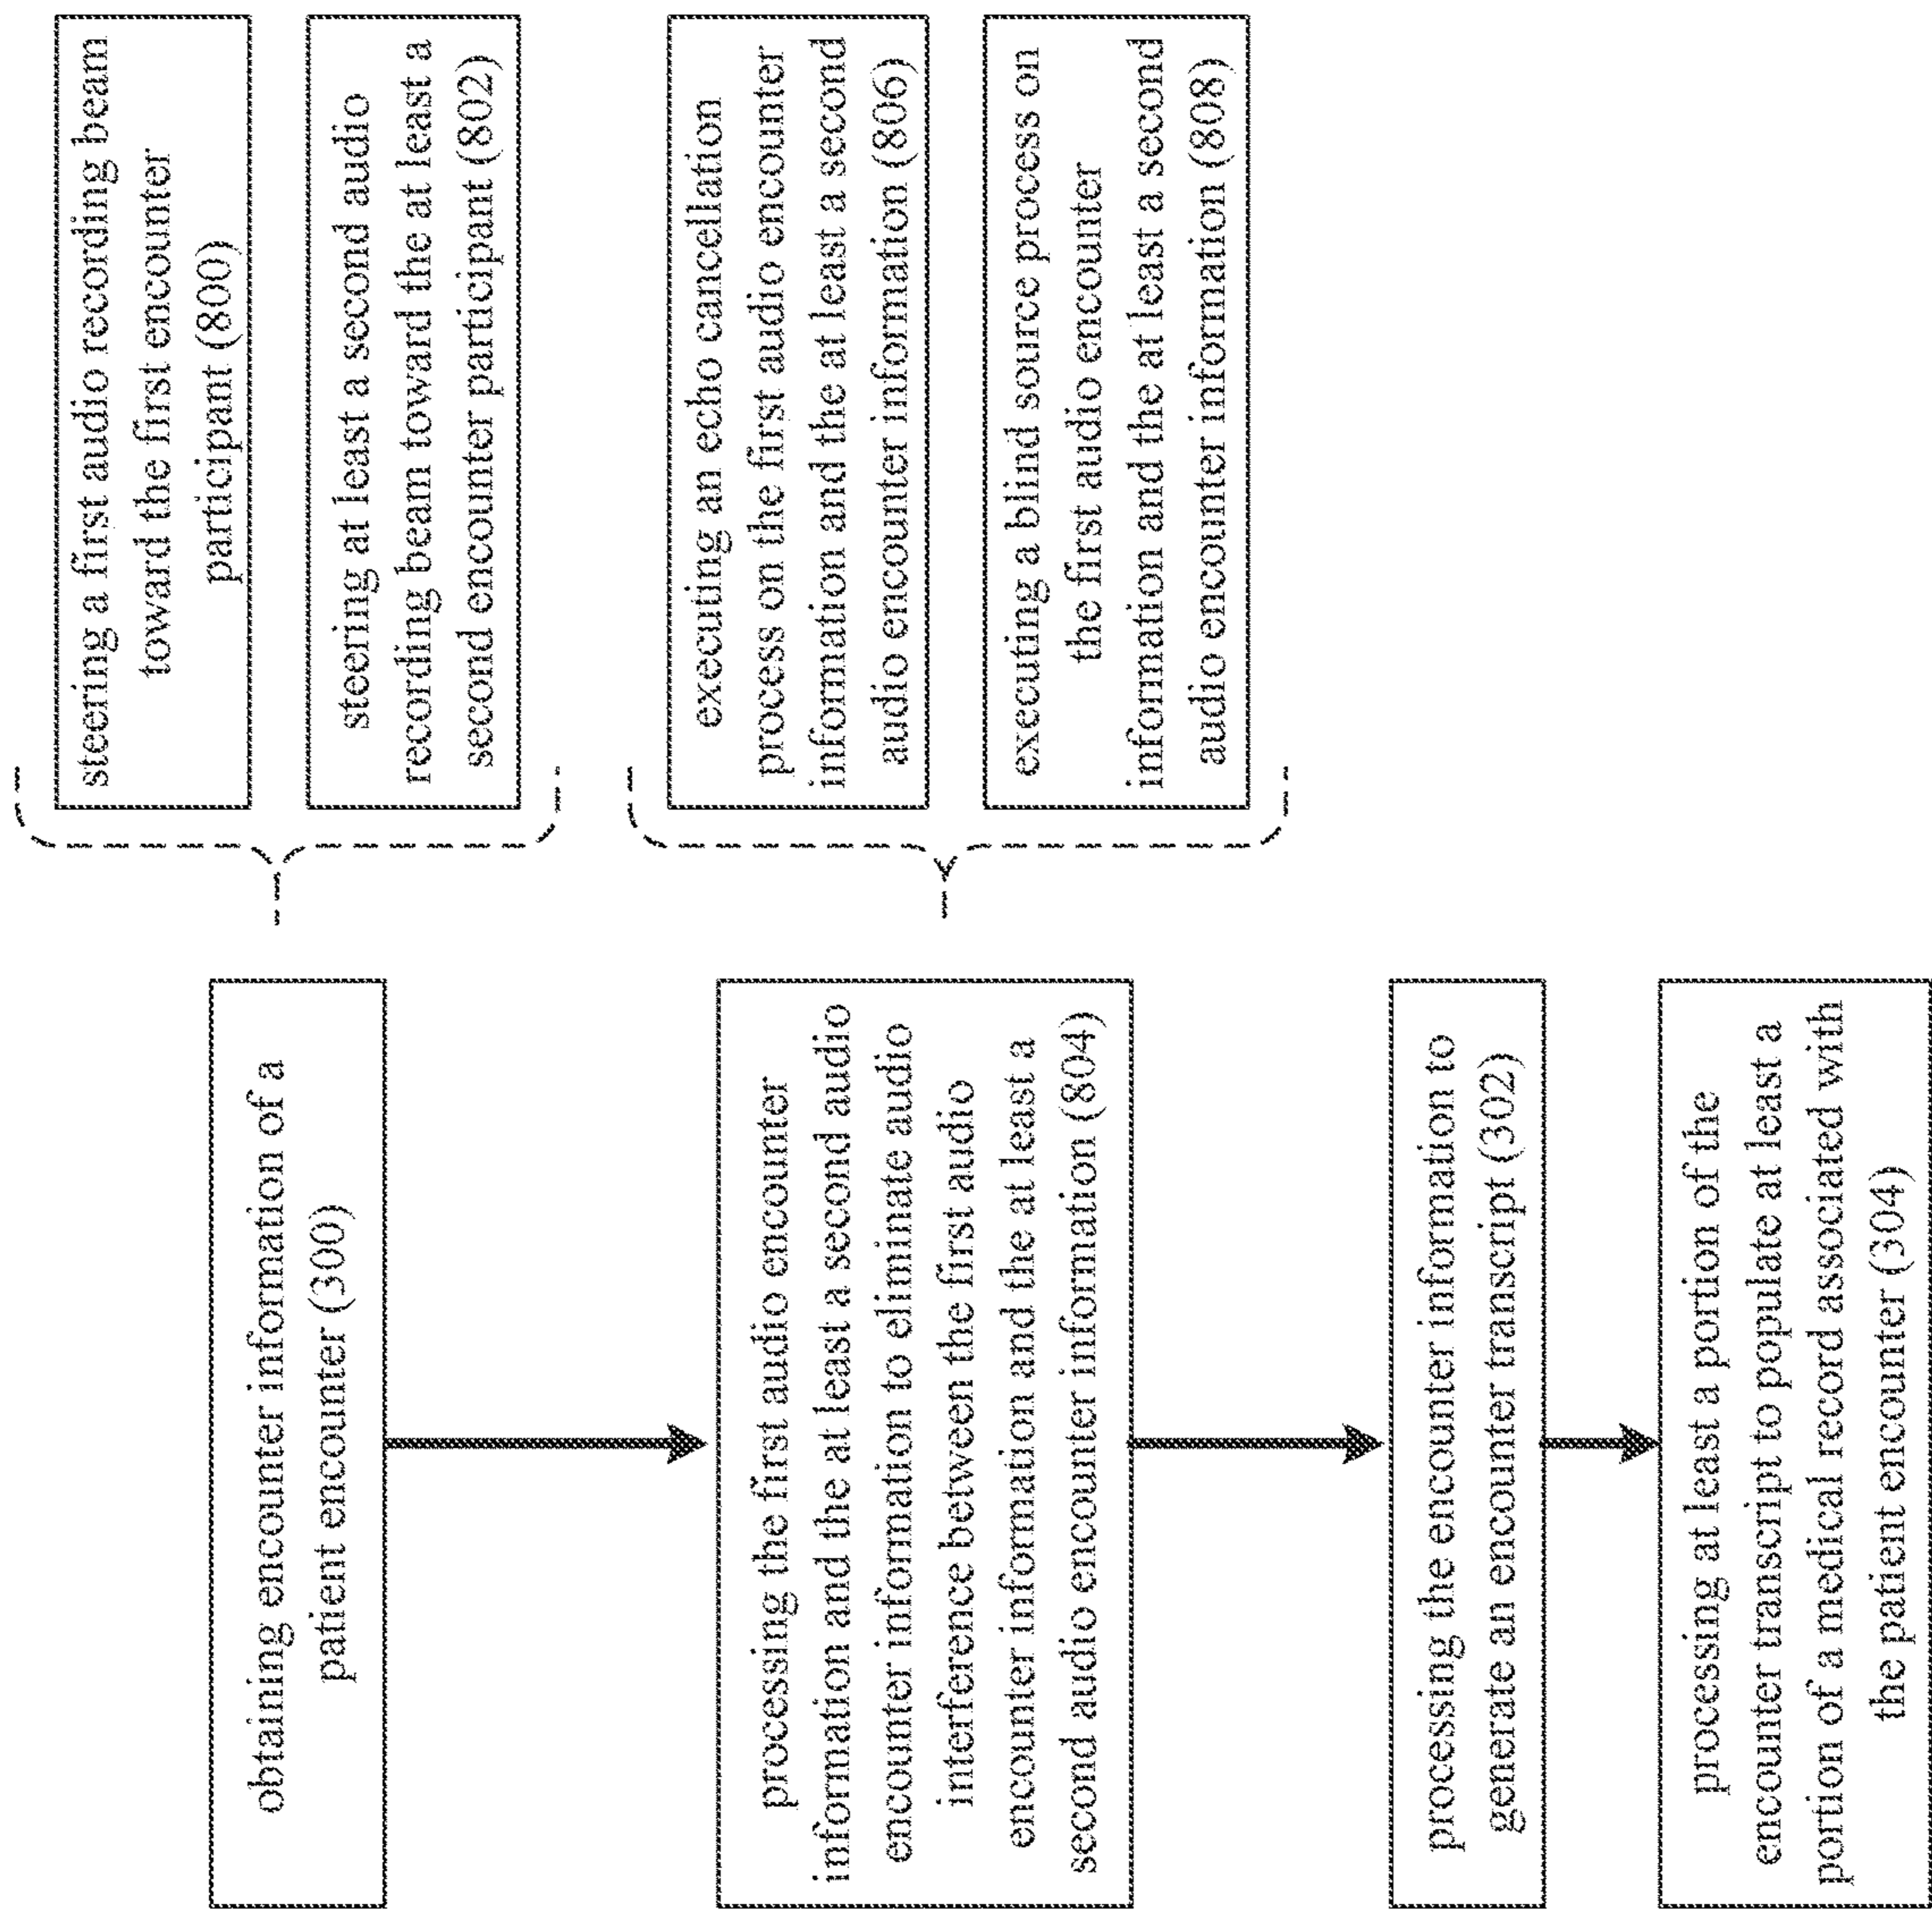 obtaining encounter information of a
patient encounter (300)
steering a first audio recording beam
toward the first encounter
participant (800)
steering at least a second audio
recording beam toward the at least a
second encounter participant (802)
processing the first audio encounter
information and the at least a second audio
encounter information to eliminate audio
interference between the first audio
encounter information and the at least a
second audio encounter information (804)
executing an echo cancellation
process on the first audio encounter
information and the at least a second
audio encounter information (806)
executing a blind source process on
the first audio encounter
information and the at least a second
audio encounter information (808)
processing the encounter information to
generate an encounter transcript (302)
processing at least a portion of the
encounter transcript to populate at least a
portion of a medical record associated with
the patient encounter (304)